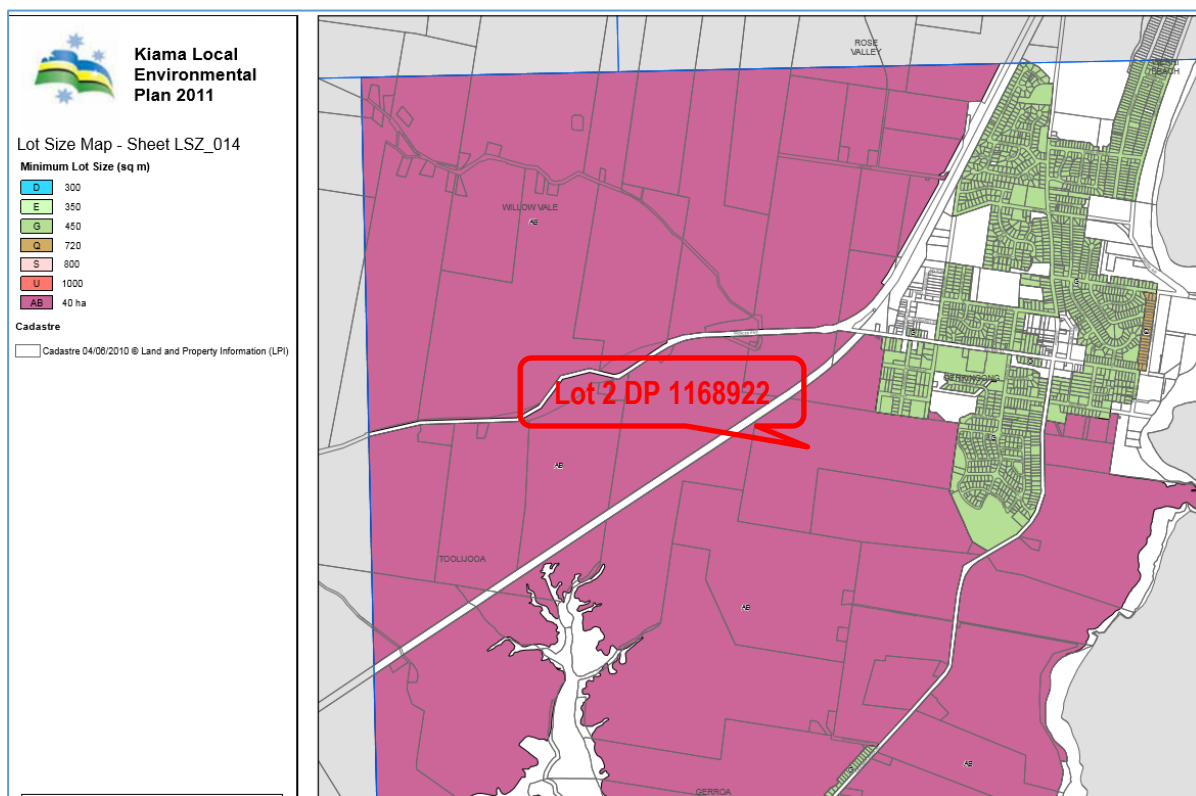 Kiama Local
Environmental
Plan 2011
Lot Size Map - Sheet LSZ_014
Minimum Lot Size (sq m)
D 300
E 350
G 450
Q 720
S 800
U 1000
AB 40 ha
Cadastre
Cadastre 04/06/2010 © Land and Property Information (LPI)
ROSE
VALLEY
BEACH
WILLOW VALE
AB
Lot 2 DP 1168922
GERRINGONG
AB
G
TOOLIJOOA
AB
AB
GERROA